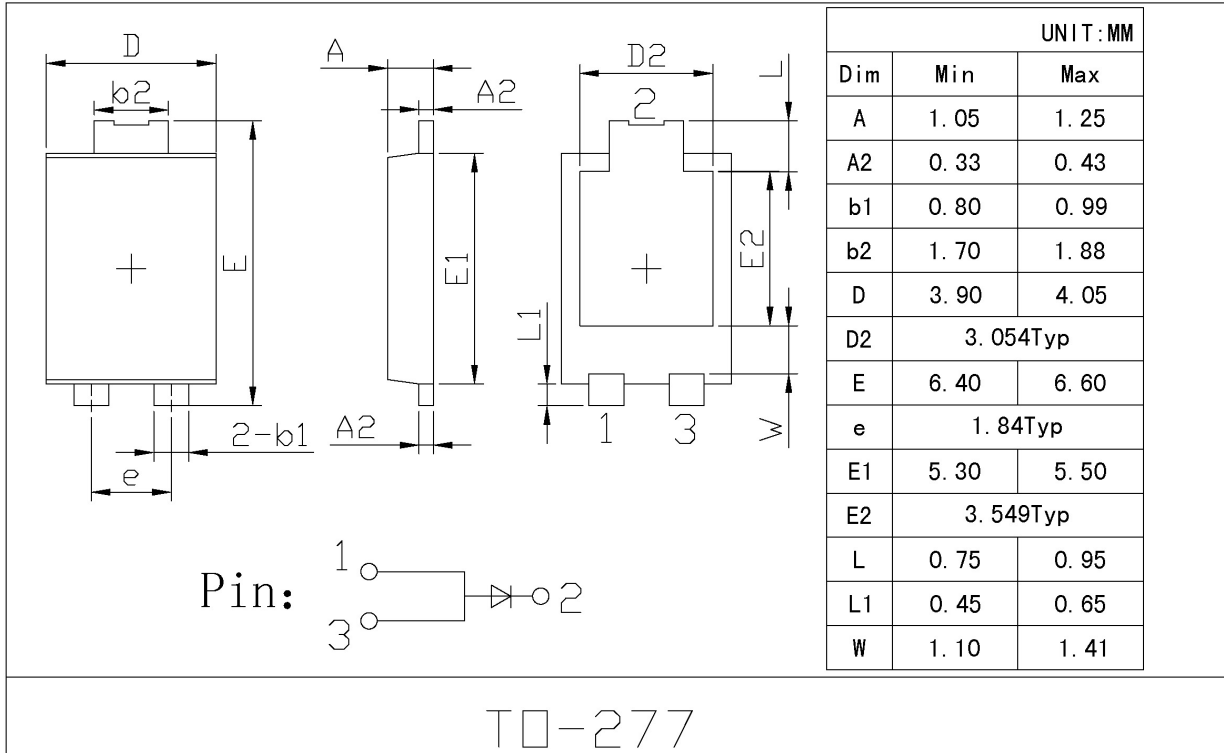 D
b2
E
2-b1
e
A
A2
E1
A2
D2
2
L
E2
L1
W
1 3
Pin:
1
3
2
UNIT:MM
Dim Min Max
A 1.05 1.25
A2 0.33 0.43
b1 0.80 0.99
b2 1.70 1.88
D 3.90 4.05
D2 3.054Typ
E 6.40 6.60
e 1.84Typ
E1 5.30 5.50
E2 3.549Typ
L 0.75 0.95
L1 0.45 0.65
W 1.10 1.41
TO-277